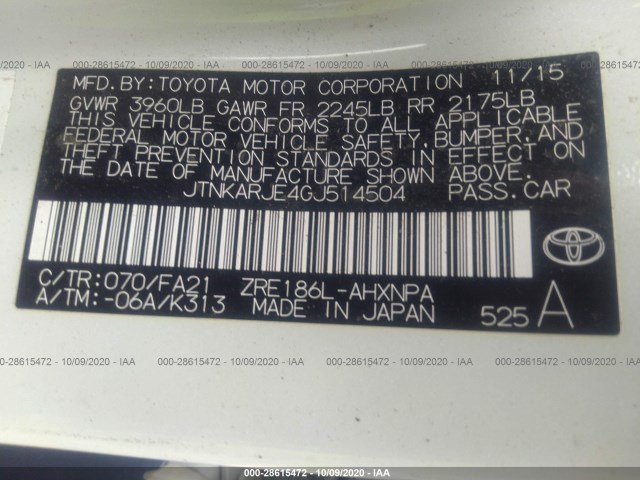 000-28615472 - 10/09/2020 - IAA
MFD. BY: TOYOTA MOTOR CORPORATION 11/15
GVWR 3960LB GAWR FR 2245LB RR 2175LB
THIS VEHICLE CONFORMS TO ALL APPLICABLE
FEDERAL MOTOR VEHICLE SAFETY, BUMPER, AND
THEFT PREVENTION STANDARDS IN EFFECT ON
THE DATE OF MANUFACTURE SHOWN ABOVE.
JTNKARJE4GJ514504 PASS. CAR
C/TR: 070/FA21 ZRE186L-AHXNPA
A/TM: -06A/K313 MADE IN JAPAN 525 A
000-28615472 - 10/09/2020 - IAA
000-28615472 - 10/09/2020 - IAA